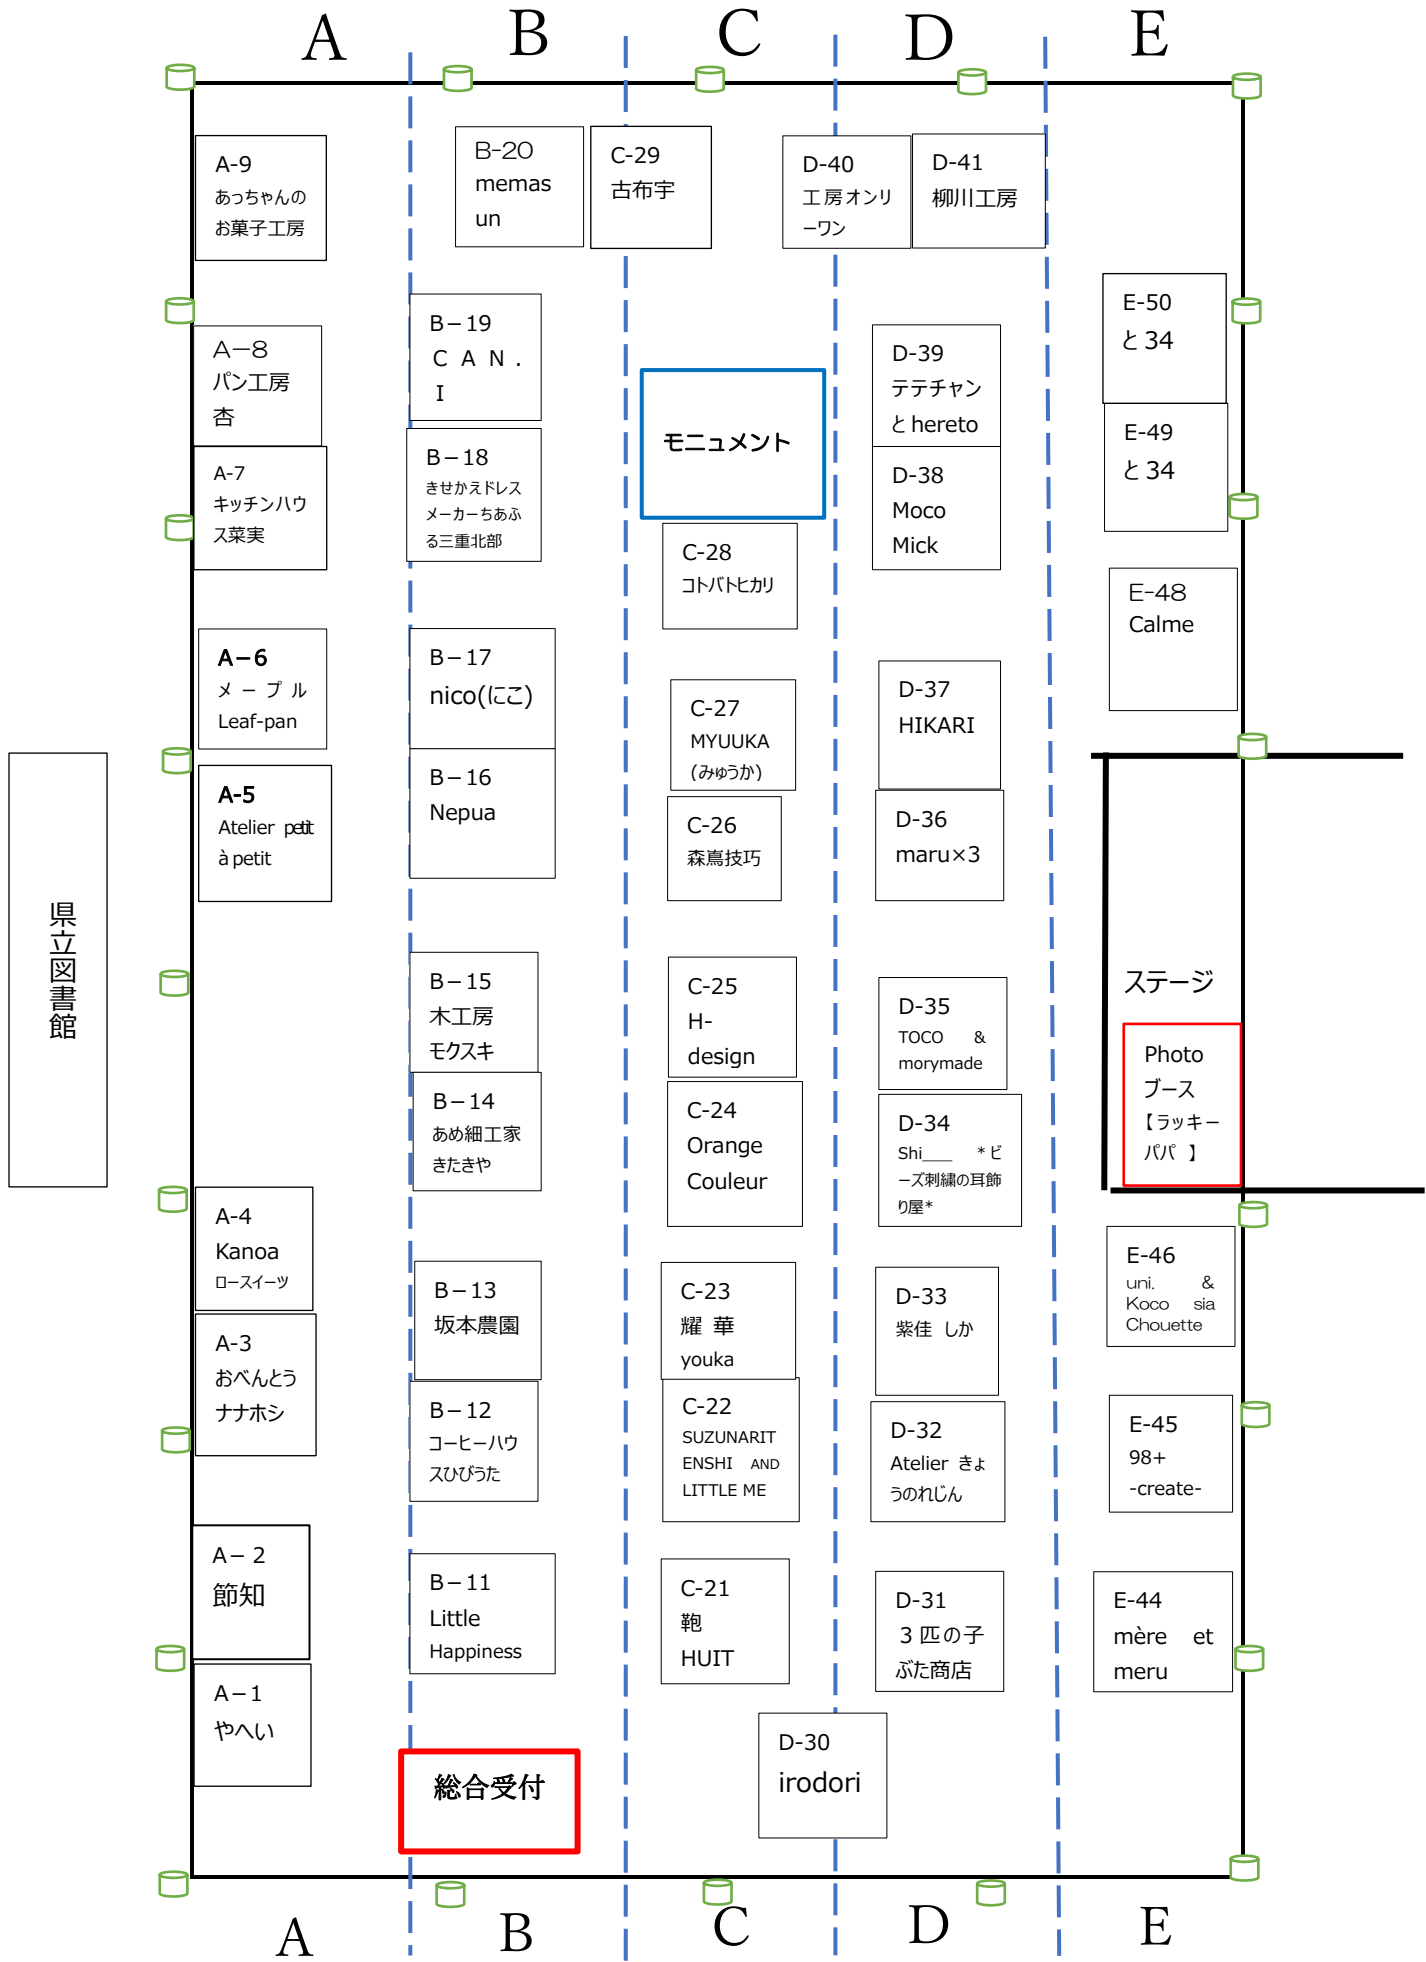 A
B
C
D
E
A-9
あっちゃんの
お菓子工房
B-20
memas
un
C-29
古布宇
D-40
工房オンリ
ーワン
D-41
柳川工房
A－8
パン工房
杏
A-7
キッチンハウ
ス菜実
B－19
C A N .
I
B－18
きせかえドレス
メーカーちあふ
る三重北部
モニュメント
C-28
コトバトヒカリ
D-39
テテチャン
と hereto
D-38
Moco
Mick
E-50
と 34
E-49
と 34
E-48
Calme
A－6
メ ー プ ル
Leaf-pan
A-5
Atelier petit
à petit
B－17
nico(にこ)
B－16
Nepua
C-27
MYUUKA
(みゅうか)
C-26
森嶌技巧
D-37
HIKARI
D-36
maru×3
県立図書館
B－15
木工房
モクスキ
B－14
あめ細工家
きたきや
C-25
H-
design
C-24
Orange
Couleur
D-35
TOCO &
morymade
D-34
Shi___ *ビ
ーズ刺繍の耳飾
り屋*
ステージ
Photo
ブース
【ラッキー
パパ 】
A-4
Kanoa
ロースイーツ
A-3
おべんとう
ナナホシ
B－13
坂本農園
B－12
コーヒーハウ
スひびうた
C-23
耀 華
youka
C-22
SUZUNARIT
ENSHI AND
LITTLE ME
D-33
紫佳 しか
D-32
Atelier きょ
うのれじん
E-46
uni. &
Koco sia
Chouette
E-45
98+
-create-
A－ 2
節知
A－1
やへい
B－11
Little
Happiness
C-21
鞄
HUIT
D-31
３匹の子
ぶた商店
E-44
mère et
meru
総合受付
D-30
irodori
A
B
C
D
E